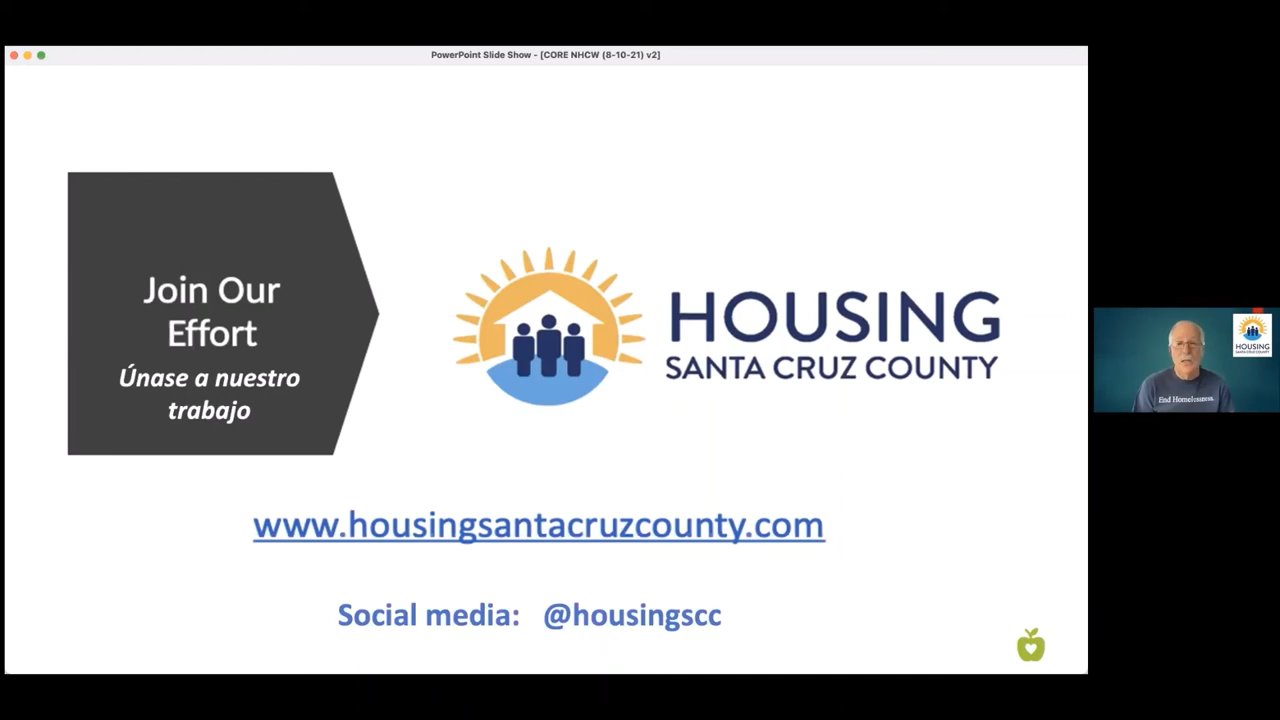 PowerPoint Slide Show - [CORE NHCW (8-10-21) v2]
Join Our
Effort
Únase a nuestro
trabajo
HOUSING
SANTA CRUZ COUNTY
www.housingsantacruzcounty.com
Social media: @housingscc
HOUSING
SANTA CRUZ COUNTY
End Homelessness.